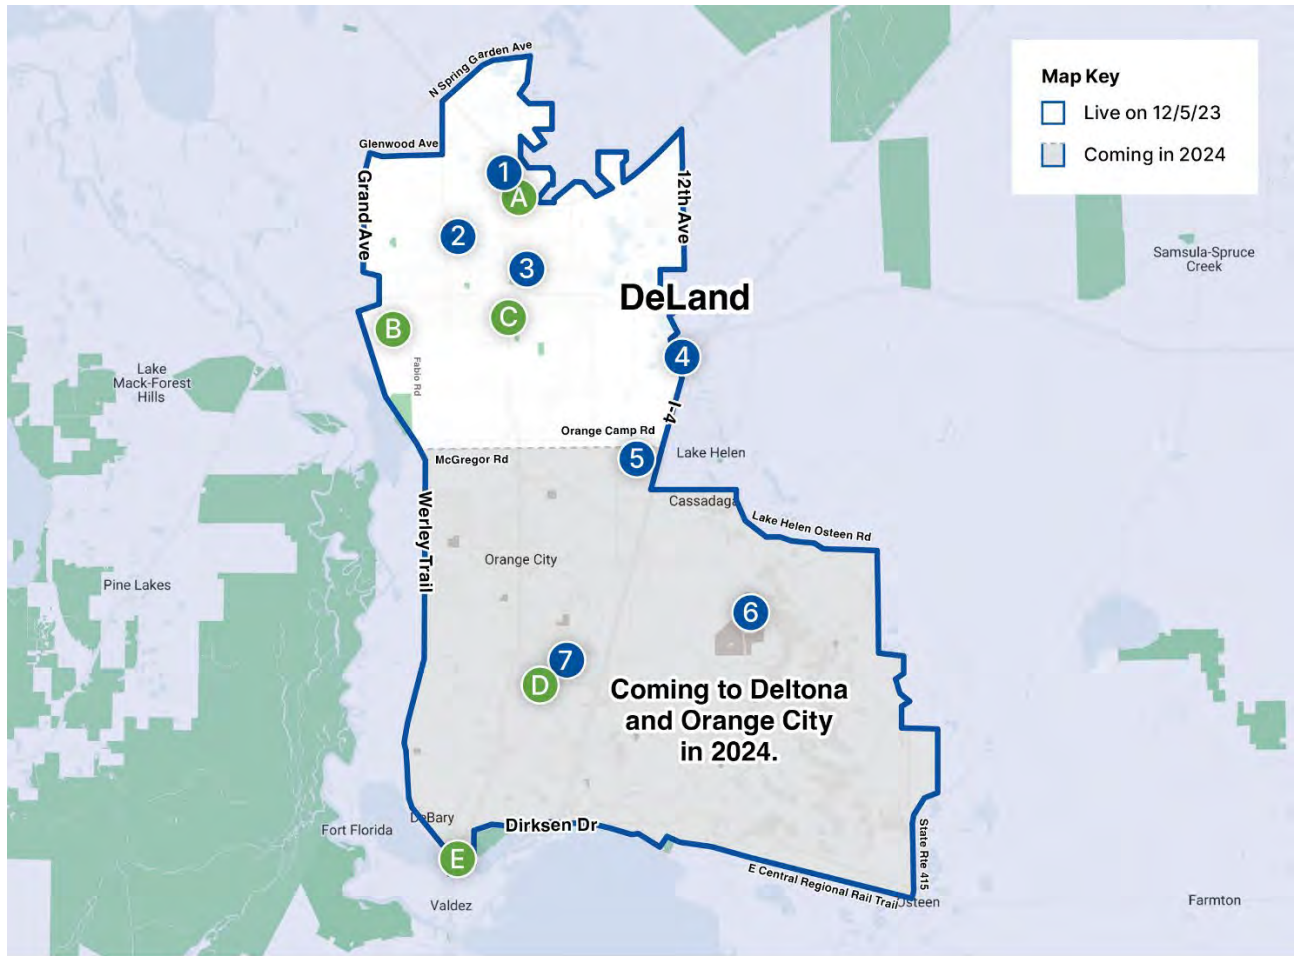 Map Key
Live on 12/5/23
Coming in 2024
N Spring Garden Ave
Glenwood Ave
Grand Ave
12th Ave
1
A
2
3
Samsula-Spruce
Creek
DeLand
B
C
4
Fabio Rd
Lake
Mack-Forest
Hills
I-4
Orange Camp Rd
McGregor Rd
5
Lake Helen
Werley Trail
Cassadaga
Lake Helen Osteen Rd
Orange City
Pine Lakes
6
7
D
Coming to Deltona
and Orange City
in 2024.
DeBary
Fort Florida
Dirksen Dr
E
State Rte 415
E Central Regional Rail Trail
Osteen
Valdez
Farmton